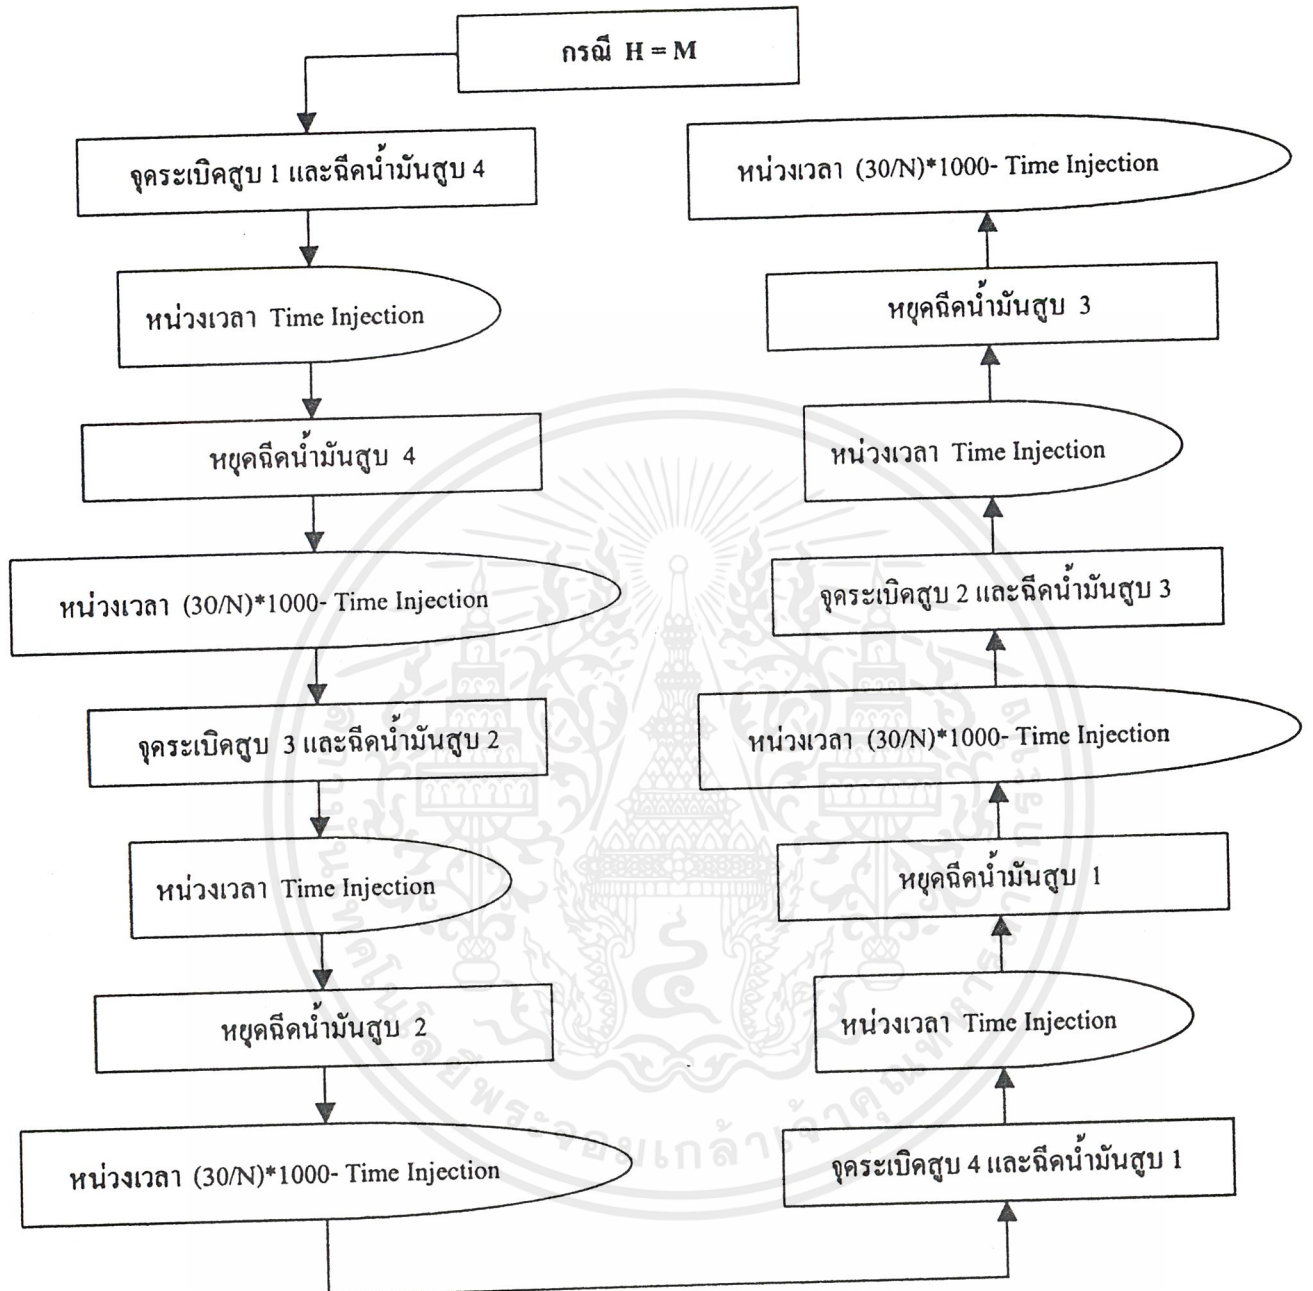 กรณี H = M
จุดระเบิดสูบ 1 และฉีดน้ำมันสูบ 4
หน่วงเวลา Time Injection
หยุดฉีดน้ำมันสูบ 4
หน่วงเวลา (30/N)*1000- Time Injection
จุดระเบิดสูบ 3 และฉีดน้ำมันสูบ 2
หน่วงเวลา Time Injection
หยุดฉีดน้ำมันสูบ 2
หน่วงเวลา (30/N)*1000- Time Injection
จุดระเบิดสูบ 4 และฉีดน้ำมันสูบ 1
หน่วงเวลา Time Injection
หยุดฉีดน้ำมันสูบ 1
หน่วงเวลา (30/N)*1000- Time Injection
จุดระเบิดสูบ 2 และฉีดน้ำมันสูบ 3
หน่วงเวลา Time Injection
หยุดฉีดน้ำมันสูบ 3
หน่วงเวลา (30/N)*1000- Time Injection